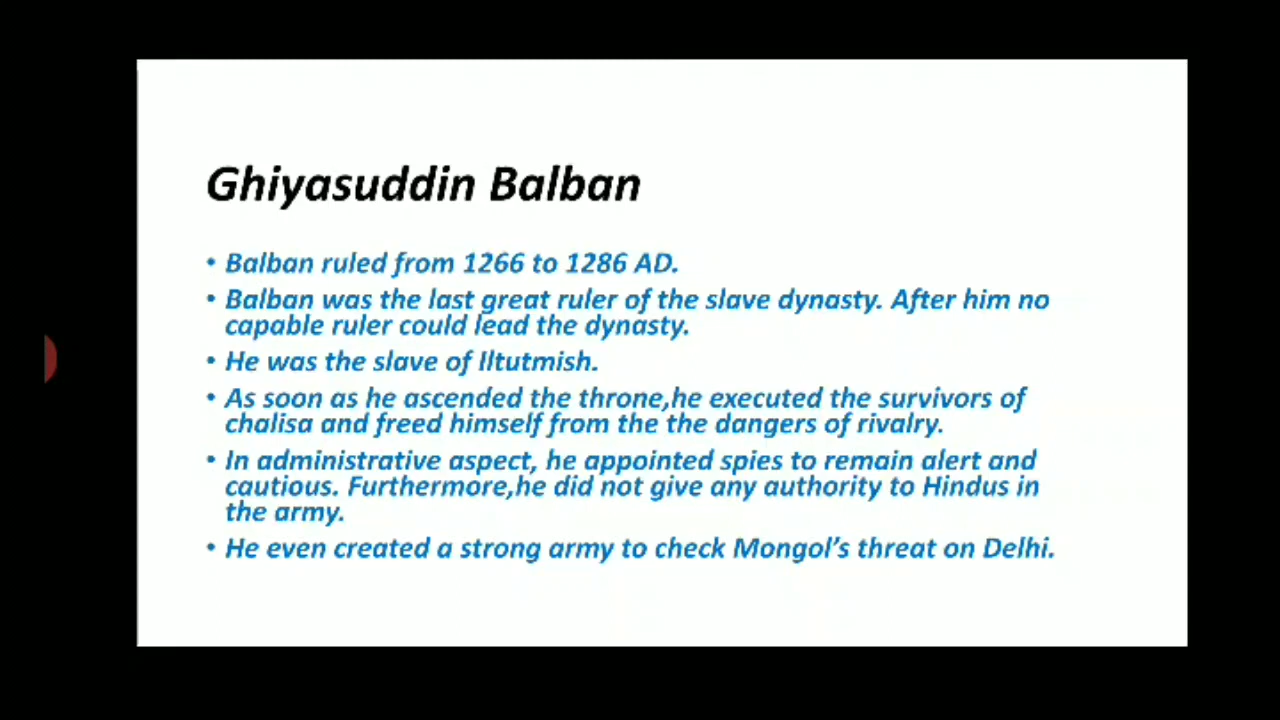 Ghiyasuddin Balban
• Balban ruled from 1266 to 1286 AD.
• Balban was the last great ruler of the slave dynasty. After him no
capable ruler could lead the dynasty.
• He was the slave of Iltutmish.
• As soon as he ascended the throne,he executed the survivors of
chalisa and freed himself from the the dangers of rivalry.
• In administrative aspect, he appointed spies to remain alert and
cautious. Furthermore,he did not give any authority to Hindus in
the army.
• He even created a strong army to check Mongol’s threat on Delhi.